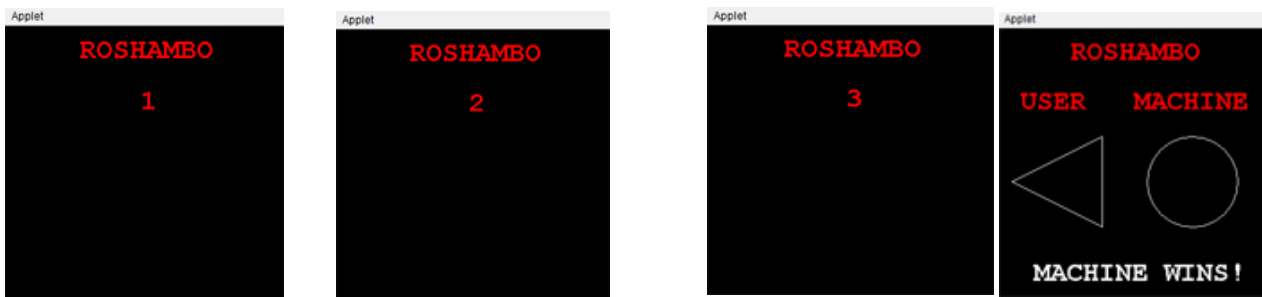 Applet
ROSHAMBO
1
Applet
ROSHAMBO
2
Applet
ROSHAMBO
3
Applet
ROSHAMBO
USER MACHINE
MACHINE WINS!